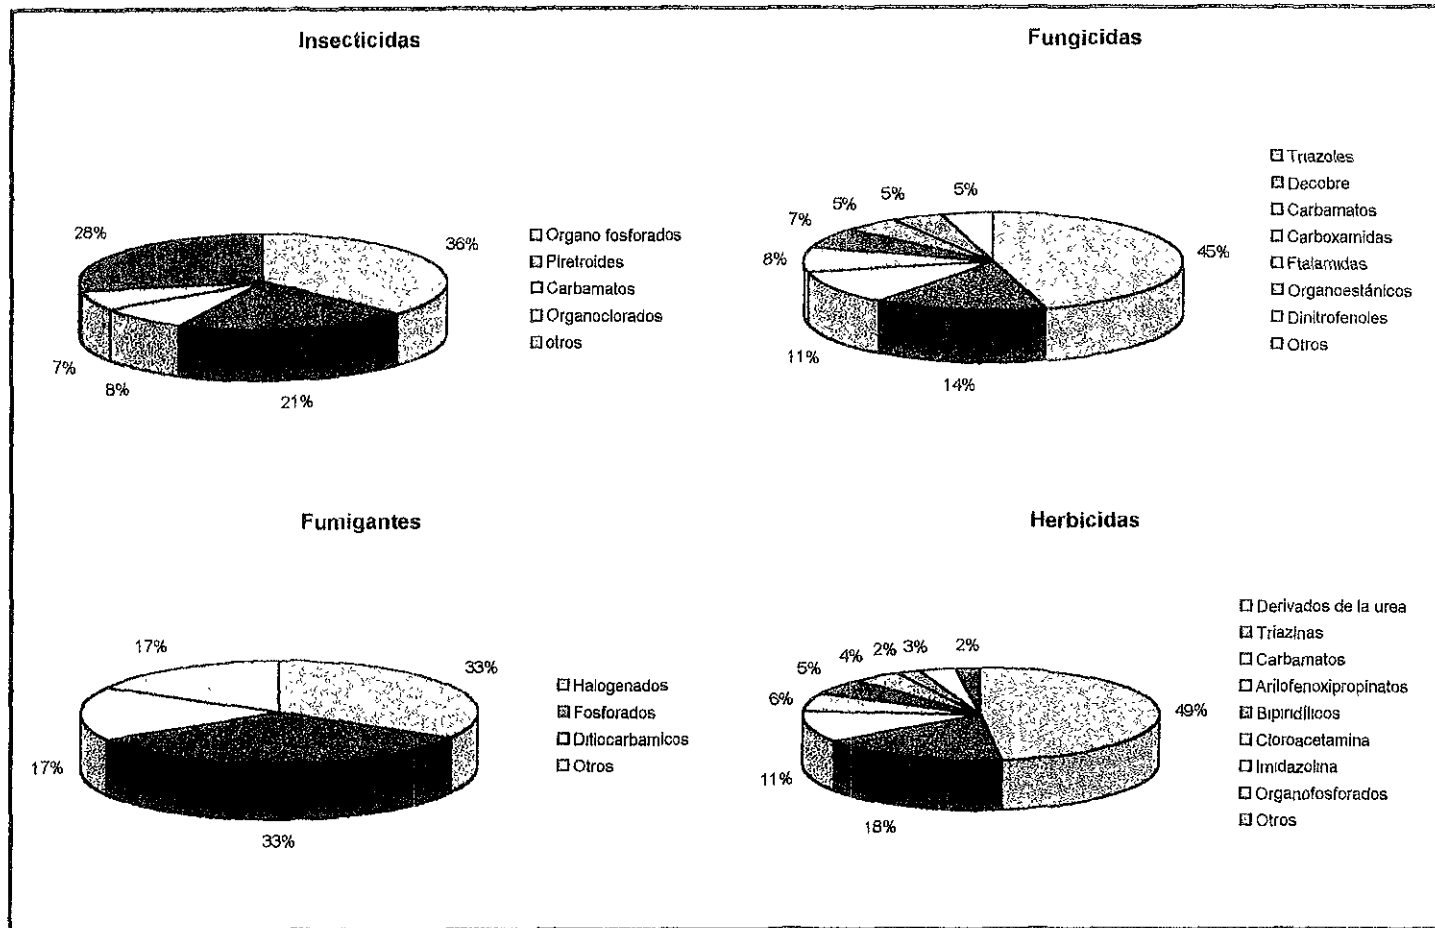 Insecticidas
28%
36%
7%
8%
21%
Organo fosforados
Piretroides
Carbamatos
Organoclorados
otros
Fungicidas
5%
5%
5%
7%
8%
45%
11%
14%
Triazoles
Decobre
Carbamatos
Carboxamidas
Ftalamidas
Organoestánicos
Dinitrofenoles
Otros
Fumigantes
17%
33%
17%
33%
Halogenados
Fosforados
Ditiocarbamicos
Otros
Herbicidas
2%
3%
2%
4%
5%
6%
49%
11%
18%
Derivados de la urea
Triazinas
Carbamatos
Arilofenoxipropinatos
Bipiridílicos
Cloroacetamina
Imidazolina
Organofosforados
Otros